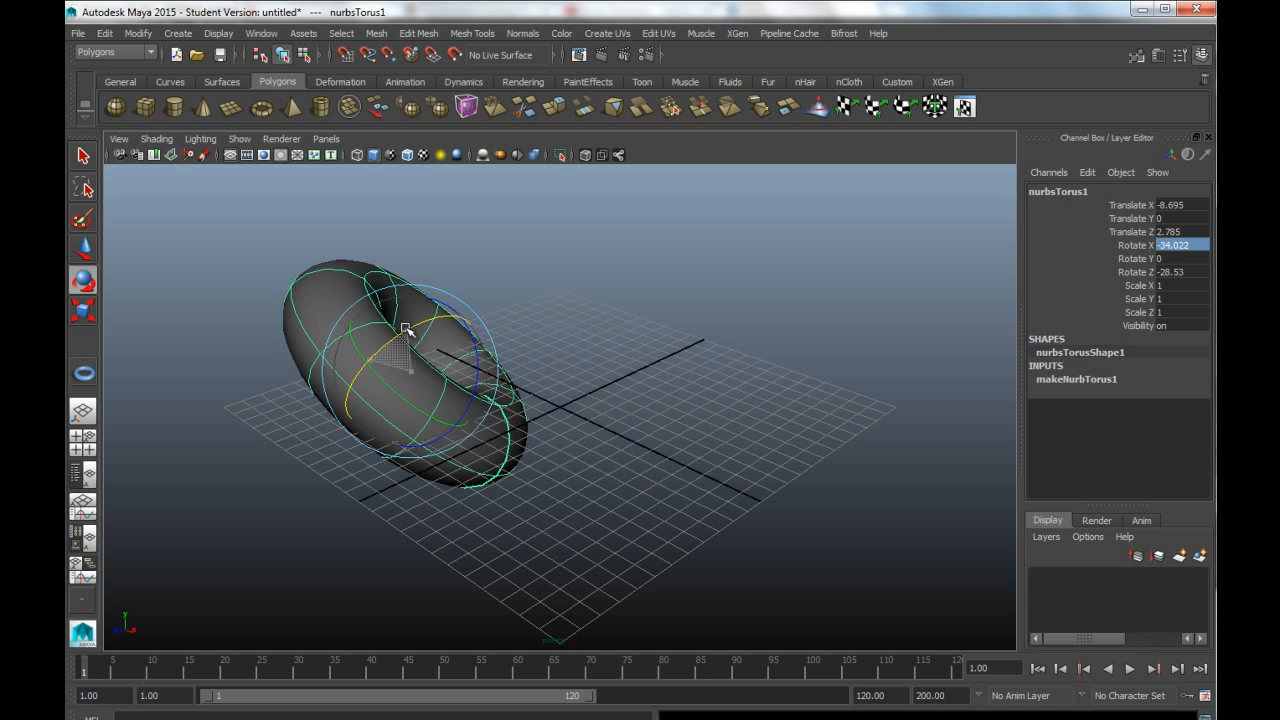 Autodesk Maya 2015 - Student Version: untitled* --- nurbsTorus1
File Edit Modify Create Display Window Assets Select Mesh Edit Mesh Mesh Tools Normals Color Create UVs Edit UVs Muscle XGen Pipeline Cache Bifrost Help
Polygons No Live Surface
General Curves Surfaces Polygons Deformation Animation Dynamics Rendering PaintEffects Toon Muscle Fluids Fur nHair nCloth Custom XGen
View Shading Lighting Show Renderer Panels
Channel Box / Layer Editor
Channels Edit Object Show
nurbsTorus1
Translate X -8.695
Translate Y 0
Translate Z 2.785
Rotate X -34.022
Rotate Y 0
Rotate Z -28.53
Scale X 1
Scale Y 1
Scale Z 1
Visibility on
SHAPES
nurbsTorusShape1
INPUTS
makeNurbTorus1
Display Render Anim
Layers Options Help
y
MAYA
1 5 10 15 20 25 30 35 40 45 50 55 60 65 70 75 80 85 90 95 100 105 110 115 1.00
1.00 1.00 1 120 120.00 200.00 No Anim Layer No Character Set
MEL